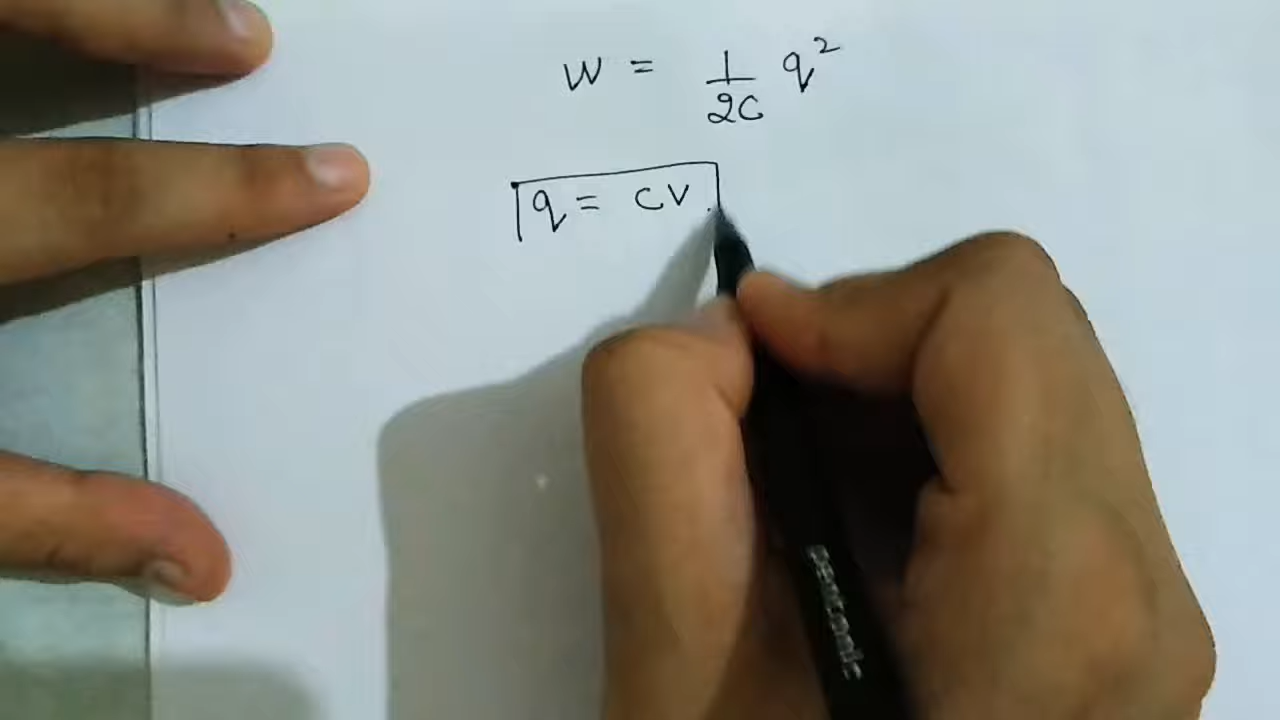 W = 1/2C q²
q = CV